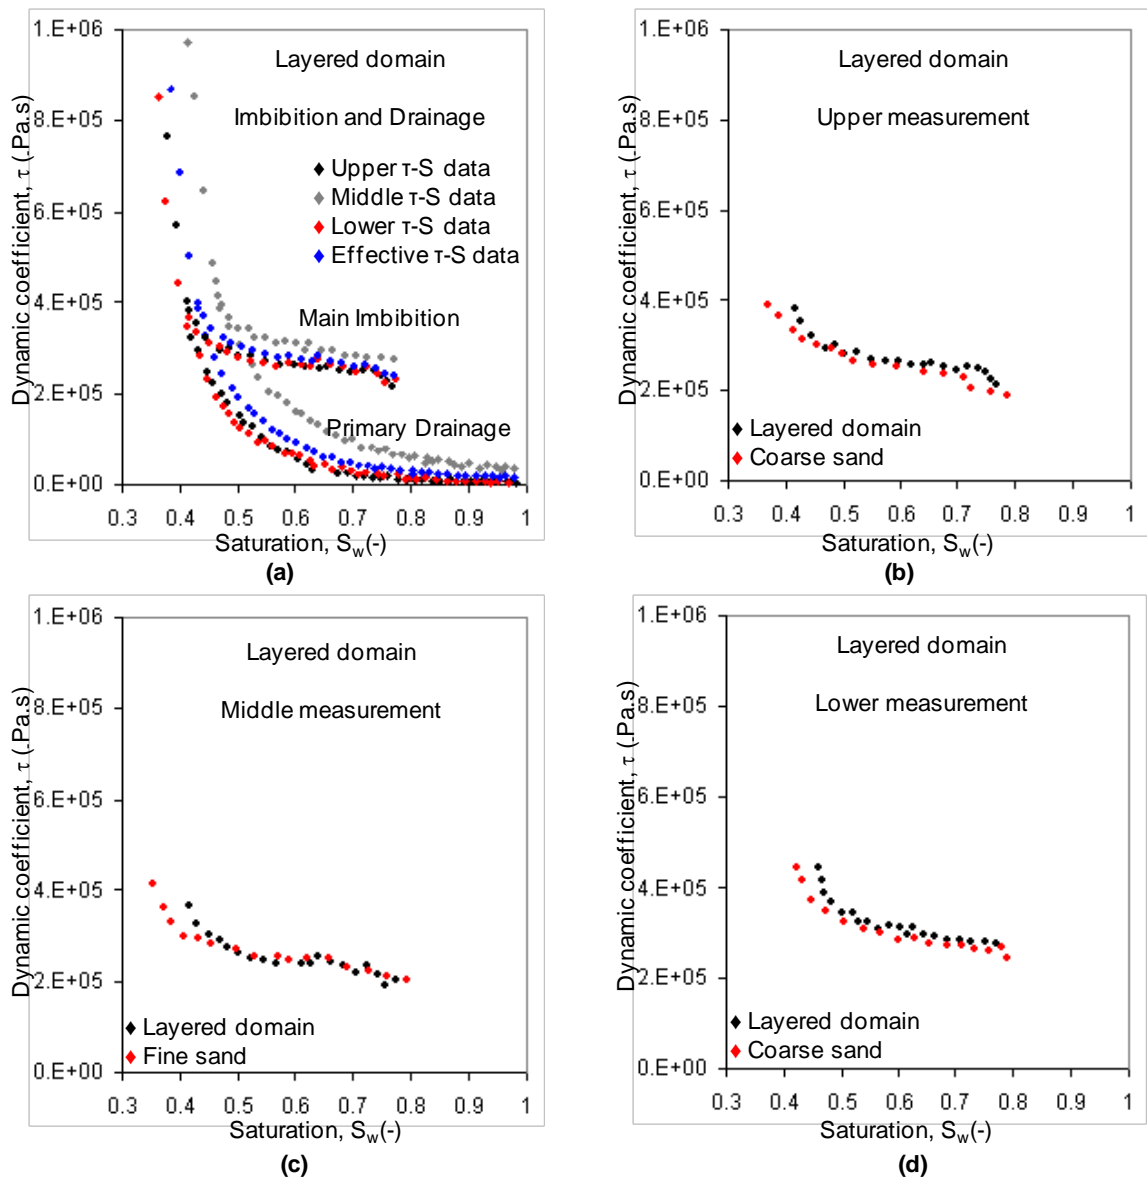 1.E+06
Layered domain
8.E+05
Imbibition and Drainage
Upper τ-S data
Middle τ-S data
6.E+05
Lower τ-S data
Effective τ-S data
4.E+05
Main Imbibition
2.E+05
Primary Drainage
0.E+00
0.3 0.4 0.5 0.6 0.7 0.8 0.9 1
Dynamic coefficient, τ (.Pa.s)
Saturation, Sw(-)
(a)
1.E+06
Layered domain
8.E+05
Upper measurement
6.E+05
4.E+05
2.E+05
Layered domain
Coarse sand
0.E+00
0.3 0.4 0.5 0.6 0.7 0.8 0.9 1
Dynamic coefficient, τ (.Pa.s)
Saturation, Sw(-)
(b)
1.E+06
Layered domain
8.E+05
Middle measurement
6.E+05
4.E+05
2.E+05
Layered domain
Fine sand
0.E+00
0.3 0.4 0.5 0.6 0.7 0.8 0.9 1
Dynamic coefficient, τ (.Pa.s)
Saturation, Sw(-)
(c)
1.E+06
Layered domain
8.E+05
Lower measurement
6.E+05
4.E+05
2.E+05
Layered domain
Coarse sand
0.E+00
0.3 0.4 0.5 0.6 0.7 0.8 0.9 1
Dynamic coefficient, τ (.Pa.s)
Saturation, Sw(-)
(d)